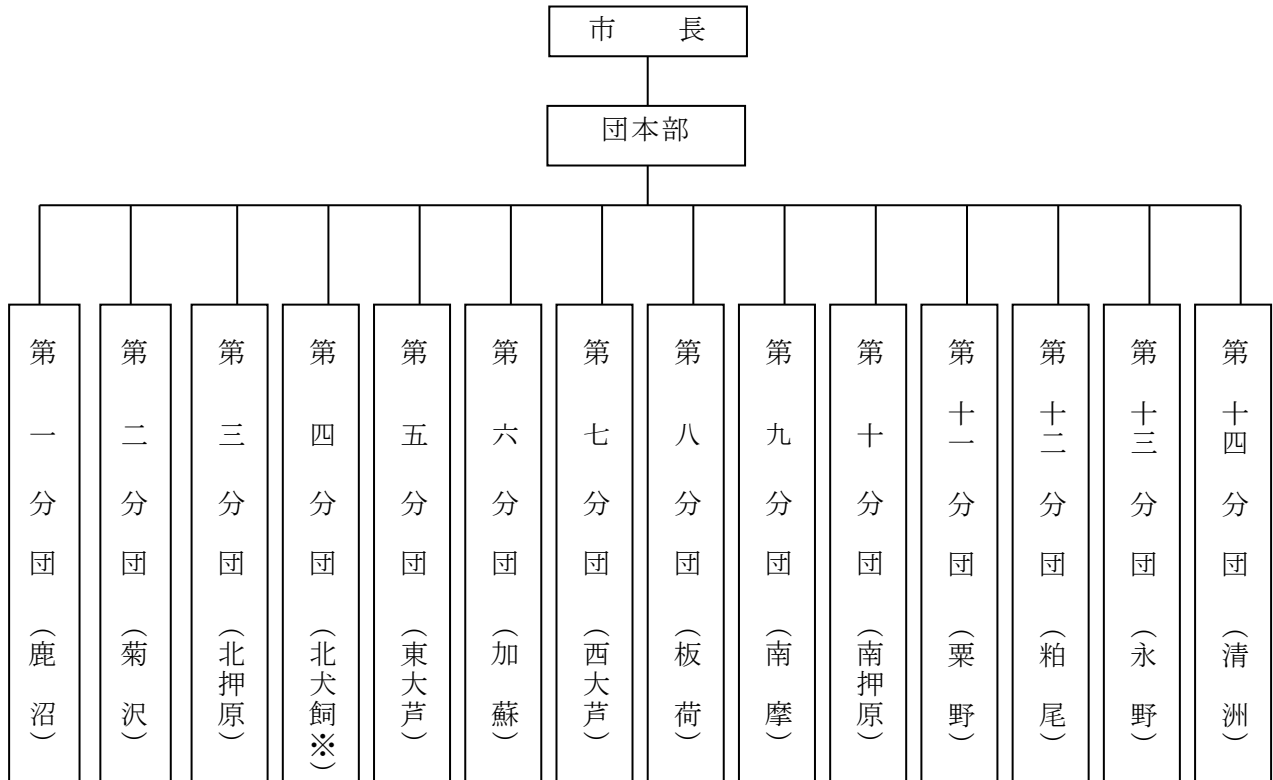 市長
団本部
第一分団（鹿沼）
第二分団（菊沢）
第三分団（北押原）
第四分団（北犬飼※）
第五分団（東大芦）
第六分団（加蘇）
第七分団（西大芦）
第八分団（板荷）
第九分団（南摩）
第十分団（南押原）
第十一分団（粟野）
第十二分団（粕尾）
第十三分団（永野）
第十四分団（清洲）